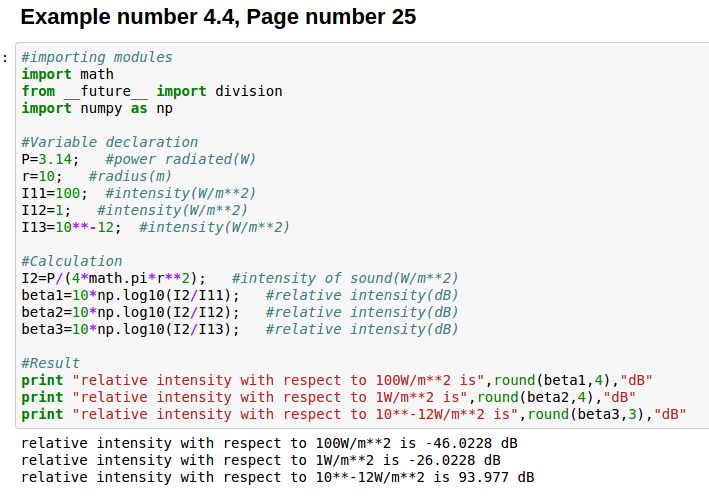 Example number 4.4, Page number 25
:
#importing modules
import math
from __future__ import division
import numpy as np
#Variable declaration
P=3.14;   #power radiated(W)
r=10;   #radius(m)
I11=100;  #intensity(W/m**2)
I12=1;   #intensity(W/m**2)
I13=10**-12;  #intensity(W/m**2)
#Calculation
I2=P/(4*math.pi*r**2);   #intensity of sound(W/m**2)
beta1=10*np.log10(I2/I11);   #relative intensity(dB)
beta2=10*np.log10(I2/I12);   #relative intensity(dB)
beta3=10*np.log10(I2/I13);   #relative intensity(dB)
#Result
print "relative intensity with respect to 100W/m**2 is",round(beta1,4),"dB"
print "relative intensity with respect to 1W/m**2 is",round(beta2,4),"dB"
print "relative intensity with respect to 10**-12W/m**2 is",round(beta3,3),"dB"
relative intensity with respect to 100W/m**2 is -46.0228 dB
relative intensity with respect to 1W/m**2 is -26.0228 dB
relative intensity with respect to 10**-12W/m**2 is 93.977 dB